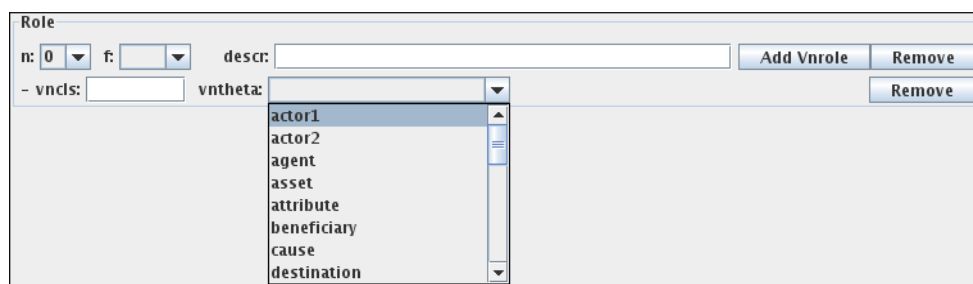 Role
n: 0 f: descr: Add Vnrole Remove
- vncls: vntheta: Remove
actor1
actor2
agent
asset
attribute
beneficiary
cause
destination